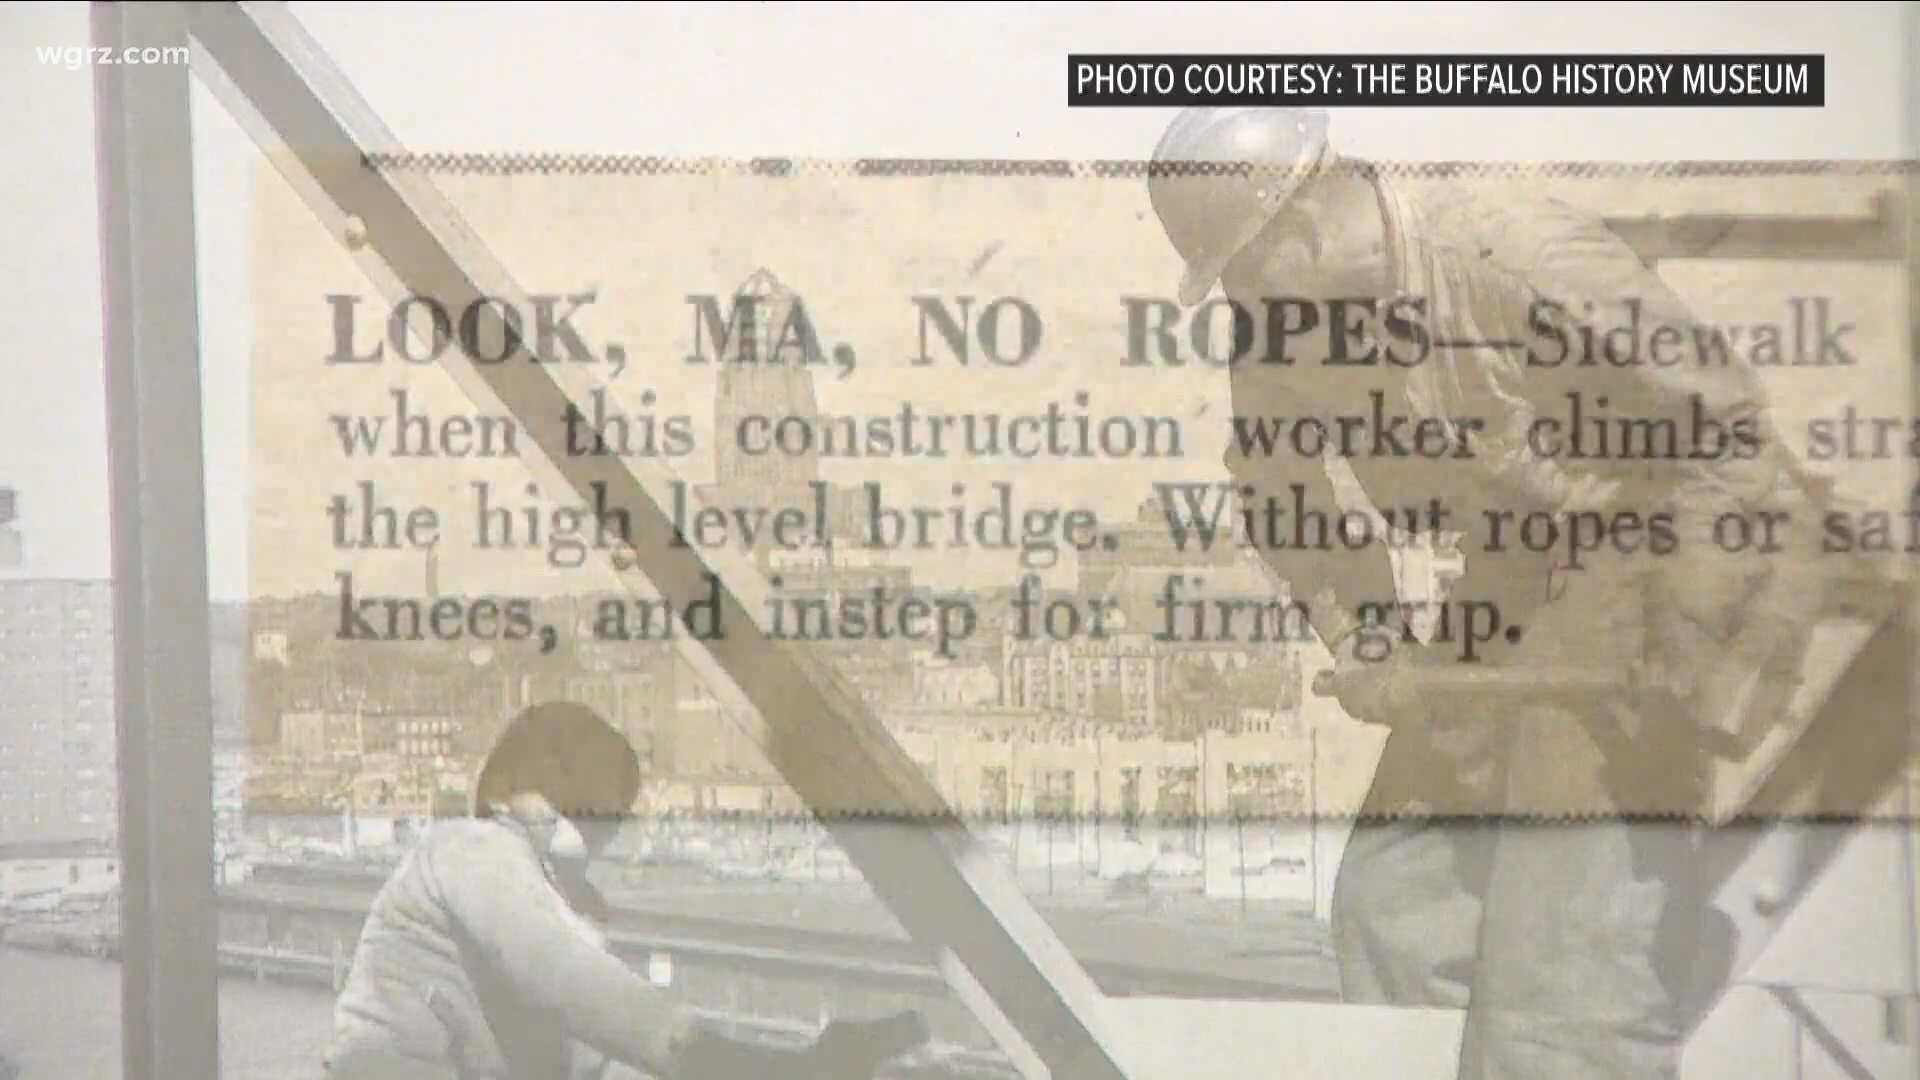 wgrz.com
PHOTO COURTESY: THE BUFFALO HISTORY MUSEUM
LOOK, MA, NO ROPES—Sidewalk
when this construction worker climbs
the high level bridge. Without ropes or
knees, and instep for firm grip.